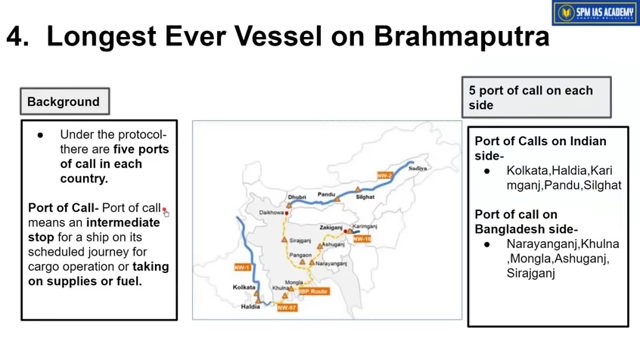 SPM IAS ACADEMY
4. Longest Ever Vessel on Brahmaputra
Background
● Under the protocol-
there are five ports
of call in each
country.
Port of Call- Port of call
means an intermediate
stop for a ship on its
scheduled journey for
cargo operation or taking
on supplies or fuel.
NW-2
Sadiya
Dhubri
Pandu
Silghat
Daikhowa
Zakiganj
Karimganj
NW-16
Sirajganj
Ashuganj
Pangaon
Narayanganj
NW-1
Mongla
Kolkata
Khulna
IBP Route
Haldia
NW-97
5 port of call on each
side
Port of Calls on Indian
side-
● Kolkata,Haldia,Kari
mganj,Pandu,Silghat
Port of call on
Bangladesh side-
● Narayanganj,Khulna
,Mongla,Ashuganj,
Sirajganj